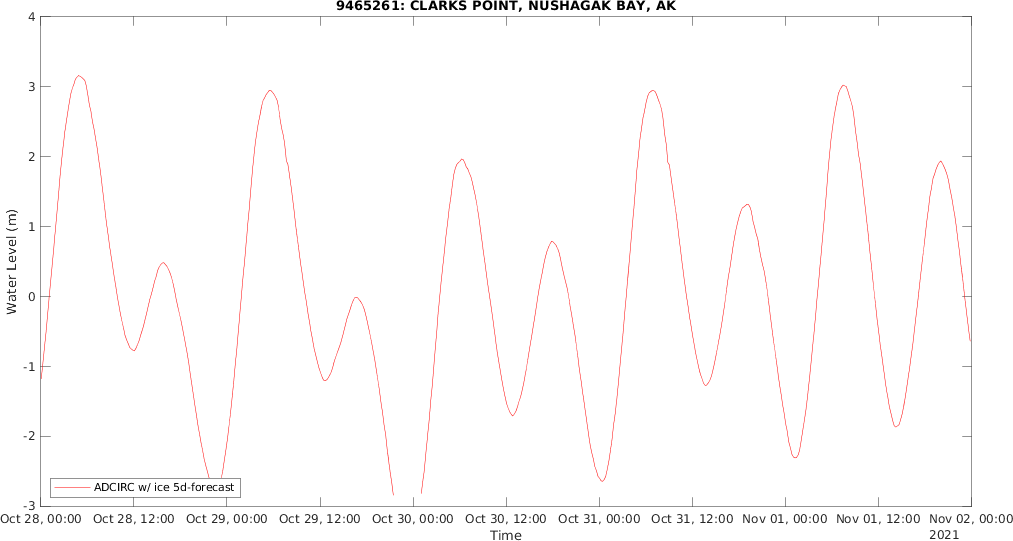 9465261: CLARKS POINT, NUSHAGAK BAY, AK
4
3
2
1
0
-1
-2
-3
Water Level (m)
ADCIRC w/ ice 5d-forecast
Oct 28, 00:00 Oct 28, 12:00 Oct 29, 00:00 Oct 29, 12:00 Oct 30, 00:00 Oct 30, 12:00 Oct 31, 00:00 Oct 31, 12:00 Nov 01, 00:00 Nov 01, 12:00 Nov 02, 00:00
Time
2021